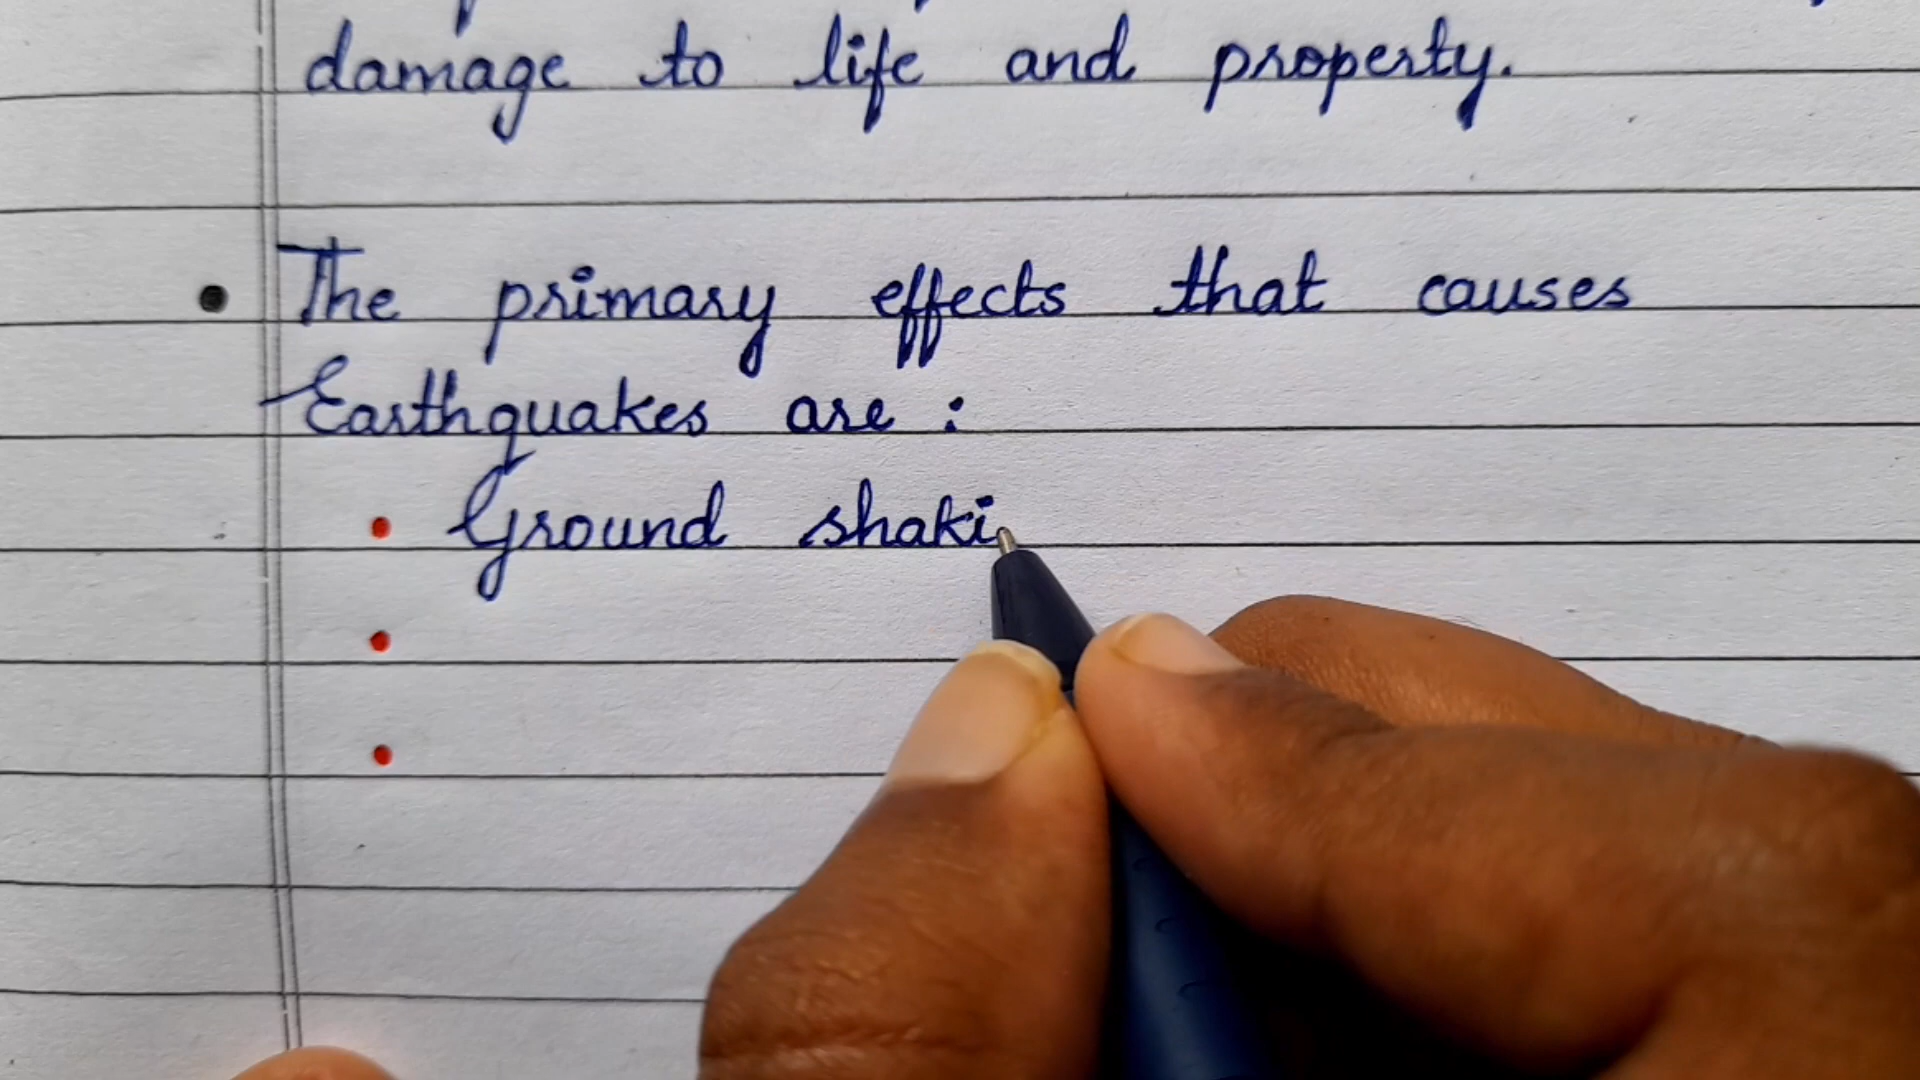 damage to life and property.
• The primary effects that causes
Earthquakes are :
• Ground shaki
•
•